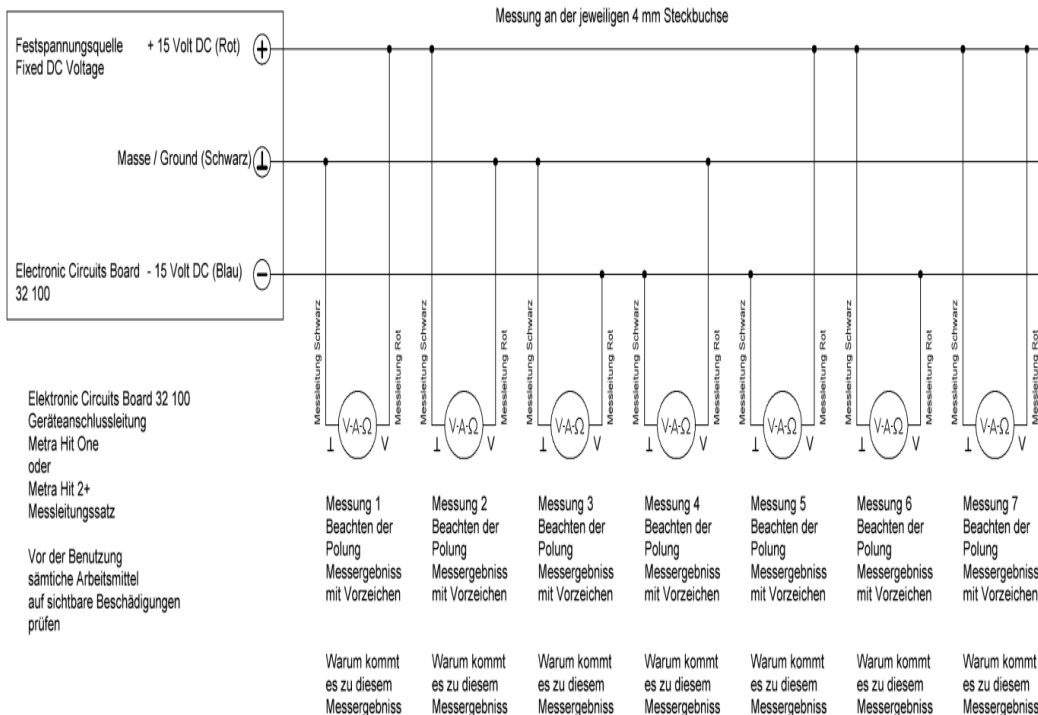 Messung an der jeweiligen 4 mm Steckbuchse
Festspannungsquelle + 15 Volt DC (Rot)
Fixed DC Voltage
Masse / Ground (Schwarz)
Electronic Circuits Board - 15 Volt DC (Blau)
32 100
Messleitung Schwarz Messleitung Rot Messleitung Schwarz Messleitung Rot Messleitung Schwarz Messleitung Rot Messleitung Schwarz Messleitung Rot Messleitung Schwarz Messleitung Rot Messleitung Schwarz Messleitung Rot Messleitung Schwarz Messleitung Rot
V-A-Ω V-A-Ω V-A-Ω V-A-Ω V-A-Ω V-A-Ω V-A-Ω
⊥ V ⊥ V ⊥ V ⊥ V ⊥ V ⊥ V ⊥ V
Elektronic Circuits Board 32 100
Geräteanschlussleitung
Metra Hit One
oder
Metra Hit 2+
Messleitungssatz
Vor der Benutzung
sämtliche Arbeitsmittel
auf sichtbare Beschädigungen
prüfen
Messung 1
Beachten der
Polung
Messergebniss
mit Vorzeichen
Warum kommt
es zu diesem
Messergebniss
Messung 2
Beachten der
Polung
Messergebniss
mit Vorzeichen
Warum kommt
es zu diesem
Messergebniss
Messung 3
Beachten der
Polung
Messergebniss
mit Vorzeichen
Warum kommt
es zu diesem
Messergebniss
Messung 4
Beachten der
Polung
Messergebniss
mit Vorzeichen
Warum kommt
es zu diesem
Messergebniss
Messung 5
Beachten der
Polung
Messergebniss
mit Vorzeichen
Warum kommt
es zu diesem
Messergebniss
Messung 6
Beachten der
Polung
Messergebniss
mit Vorzeichen
Warum kommt
es zu diesem
Messergebniss
Messung 7
Beachten der
Polung
Messergebniss
mit Vorzeichen
Warum kommt
es zu diesem
Messergebniss